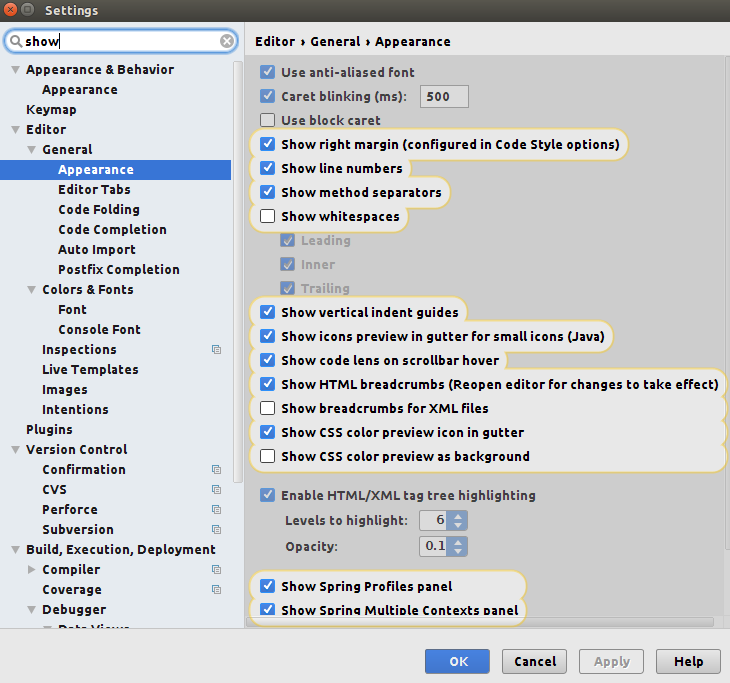 Settings
show
Appearance & Behavior
Appearance
Keymap
Editor
General
Appearance
Editor Tabs
Code Folding
Code Completion
Auto Import
Postfix Completion
Colors & Fonts
Font
Console Font
Inspections
Live Templates
Images
Intentions
Plugins
Version Control
Confirmation
CVS
Perforce
Subversion
Build, Execution, Deployment
Compiler
Coverage
Debugger
Data Views
Editor › General › Appearance
Use anti-aliased font
Caret blinking (ms): 500
Use block caret
Show right margin (configured in Code Style options)
Show line numbers
Show method separators
Show whitespaces
Leading
Inner
Trailing
Show vertical indent guides
Show icons preview in gutter for small icons (Java)
Show code lens on scrollbar hover
Show HTML breadcrumbs (Reopen editor for changes to take effect)
Show breadcrumbs for XML files
Show CSS color preview icon in gutter
Show CSS color preview as background
Enable HTML/XML tag tree highlighting
Levels to highlight: 6
Opacity: 0.1
Show Spring Profiles panel
Show Spring Multiple Contexts panel
OK Cancel Apply Help